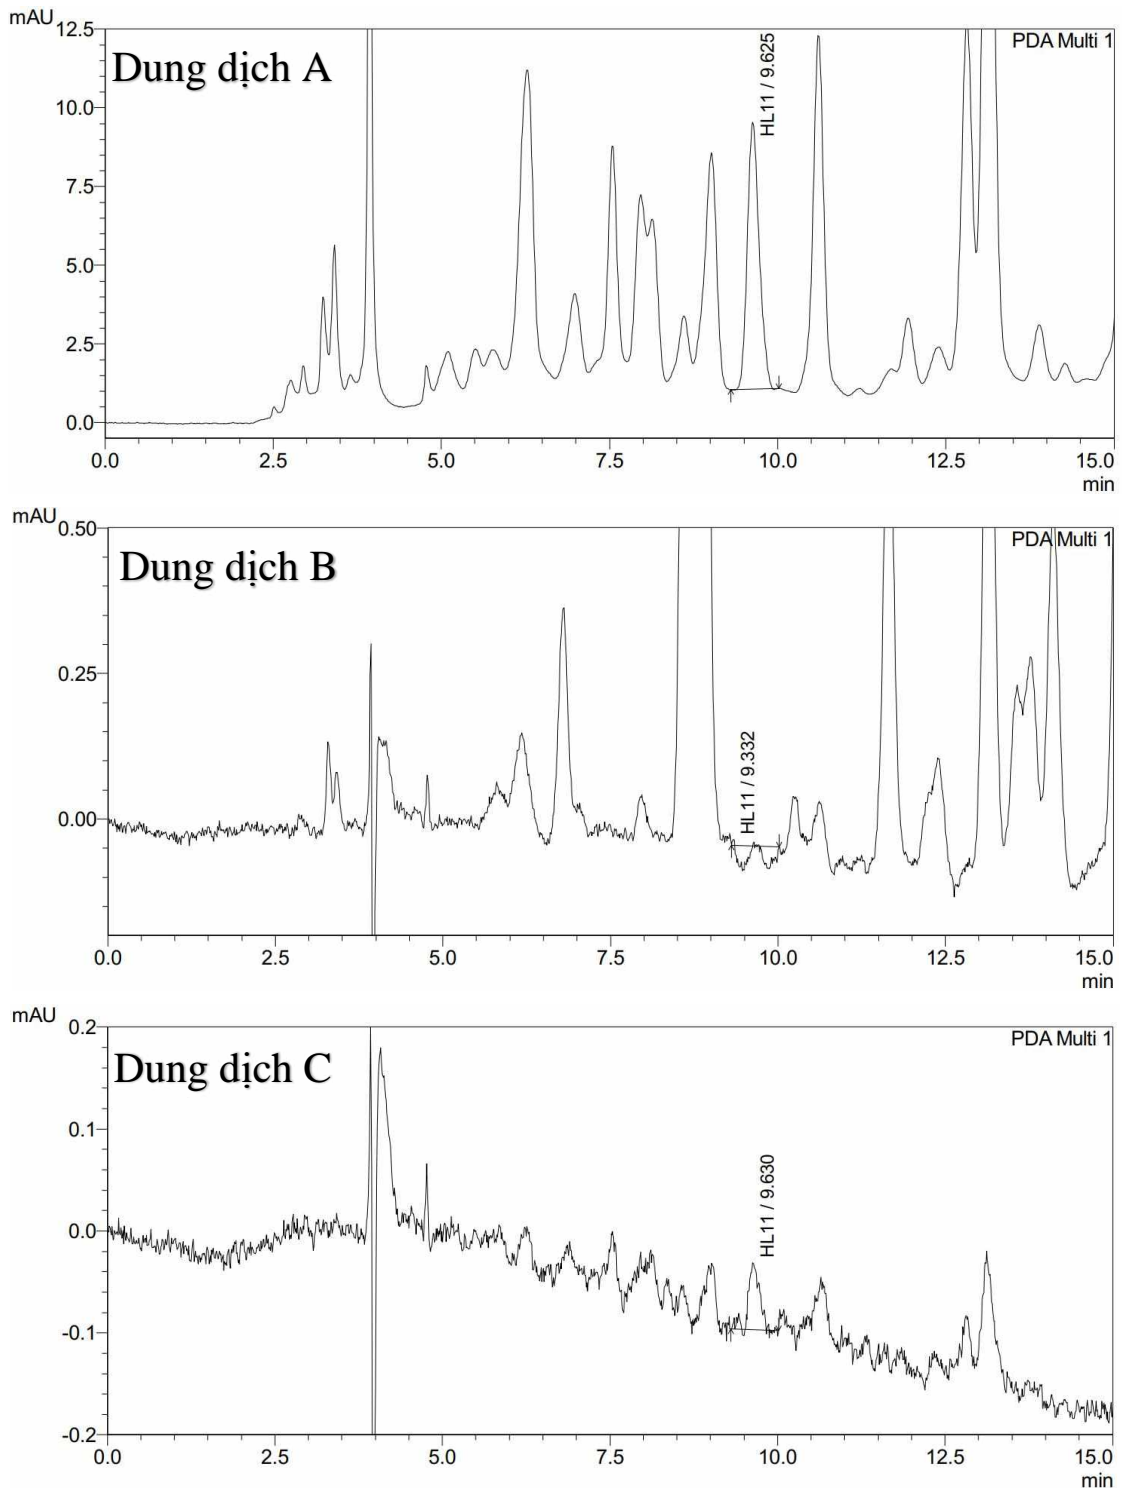 mAU
12.5
Dung dịch A
HL11 / 9.625
PDA Multi 1
10.0
7.5
5.0
2.5
0.0
0.0 2.5 5.0 7.5 10.0 12.5 15.0
min
mAU
0.50
Dung dịch B
PDA Multi 1
0.25
HL11 / 9.332
0.00
0.0 2.5 5.0 7.5 10.0 12.5 15.0
min
mAU
0.2
Dung dịch C
PDA Multi 1
0.1
HL11 / 9.630
0.0
-0.1
-0.2
0.0 2.5 5.0 7.5 10.0 12.5 15.0
min